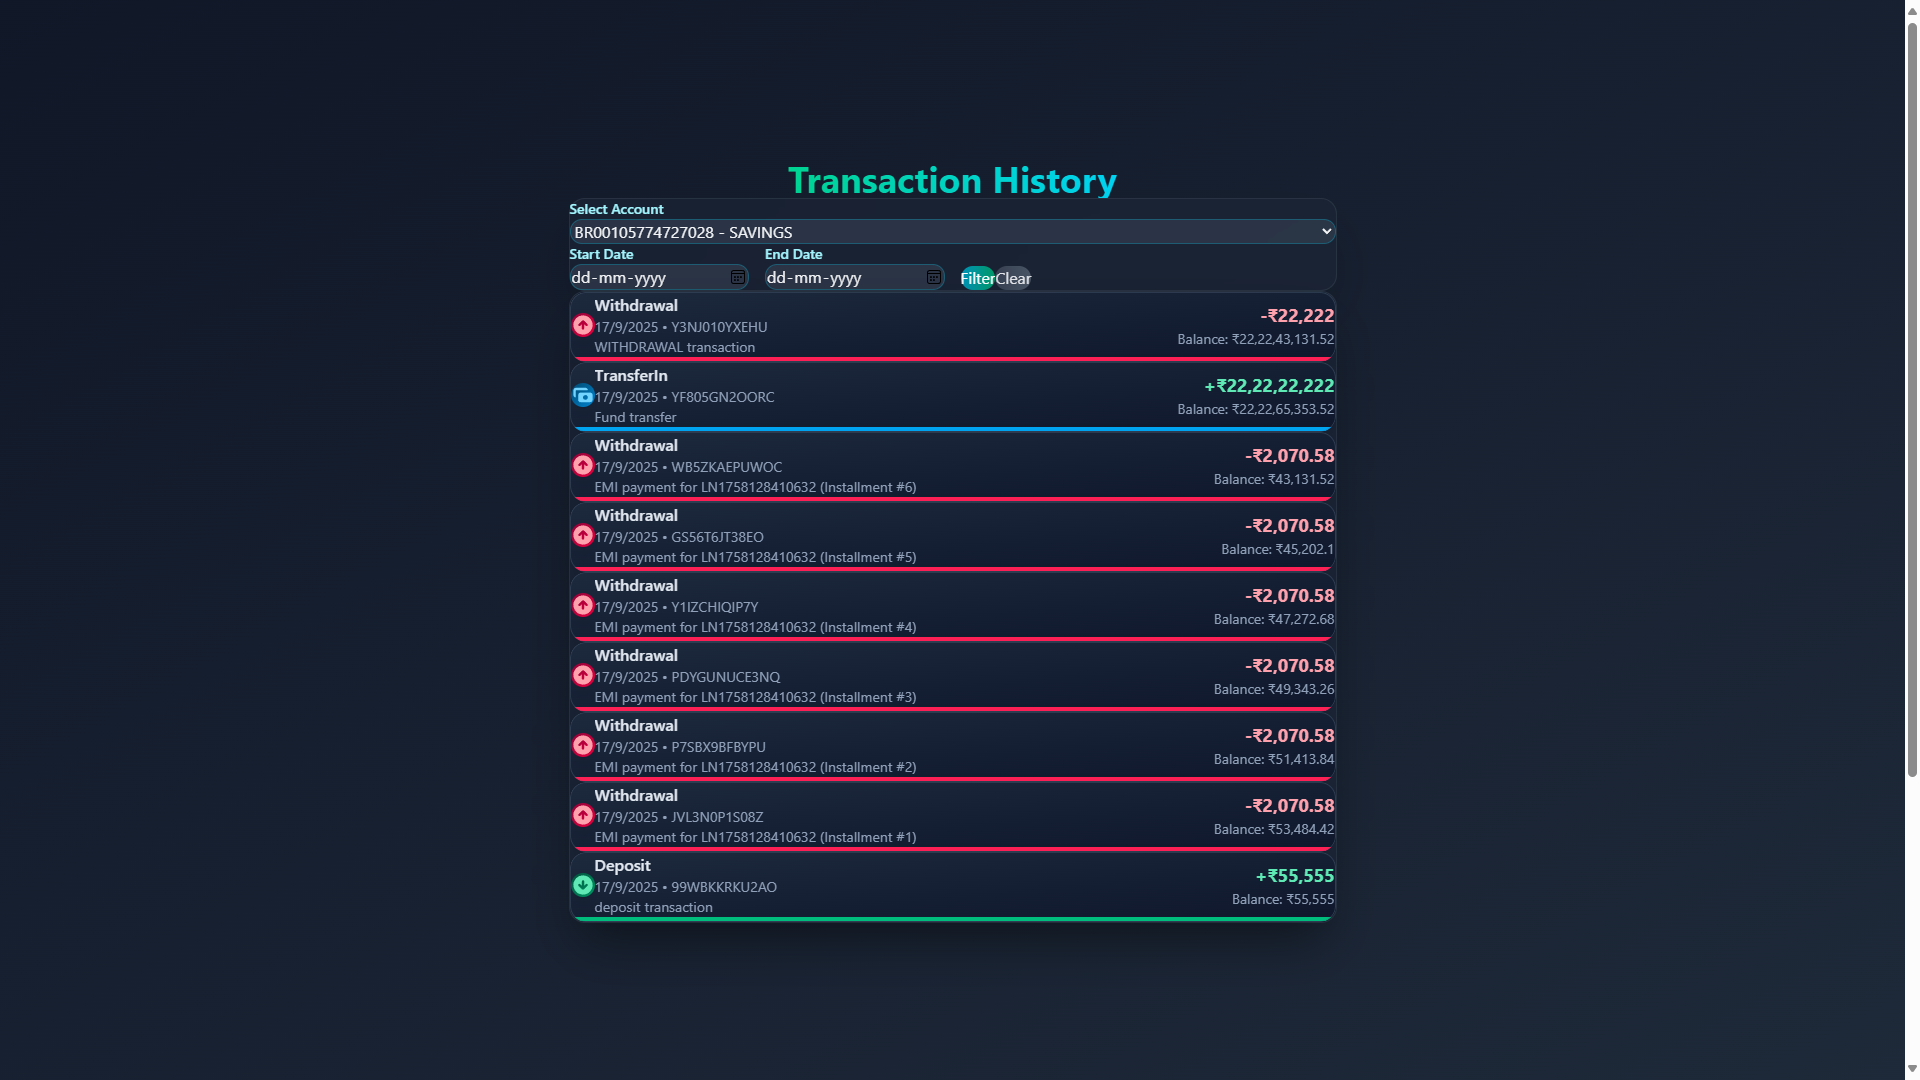 Transaction History
Select Account
BR00105774727028 - SAVINGS
Start Date End Date
dd-mm-yyyy dd-mm-yyyy Filter Clear
Withdrawal
-₹22,222
17/9/2025 • Y3NJ010YXEHU
Balance: ₹22,22,43,131.52
WITHDRAWAL transaction
TransferIn
+₹22,22,22,222
17/9/2025 • YF805GN2OORC
Balance: ₹22,22,65,353.52
Fund transfer
Withdrawal
-₹2,070.58
17/9/2025 • WB5ZKAEPUWOC
Balance: ₹43,131.52
EMI payment for LN1758128410632 (Installment #6)
Withdrawal
-₹2,070.58
17/9/2025 • GS56T6JT38EO
Balance: ₹45,202.1
EMI payment for LN1758128410632 (Installment #5)
Withdrawal
-₹2,070.58
17/9/2025 • Y1IZCHIQIP7Y
Balance: ₹47,272.68
EMI payment for LN1758128410632 (Installment #4)
Withdrawal
-₹2,070.58
17/9/2025 • PDYGUNUCE3NQ
Balance: ₹49,343.26
EMI payment for LN1758128410632 (Installment #3)
Withdrawal
-₹2,070.58
17/9/2025 • P7SBX9BFBYPU
Balance: ₹51,413.84
EMI payment for LN1758128410632 (Installment #2)
Withdrawal
-₹2,070.58
17/9/2025 • JVL3N0P1S08Z
Balance: ₹53,484.42
EMI payment for LN1758128410632 (Installment #1)
Deposit
+₹55,555
17/9/2025 • 99WBKKRKU2AO
Balance: ₹55,555
deposit transaction